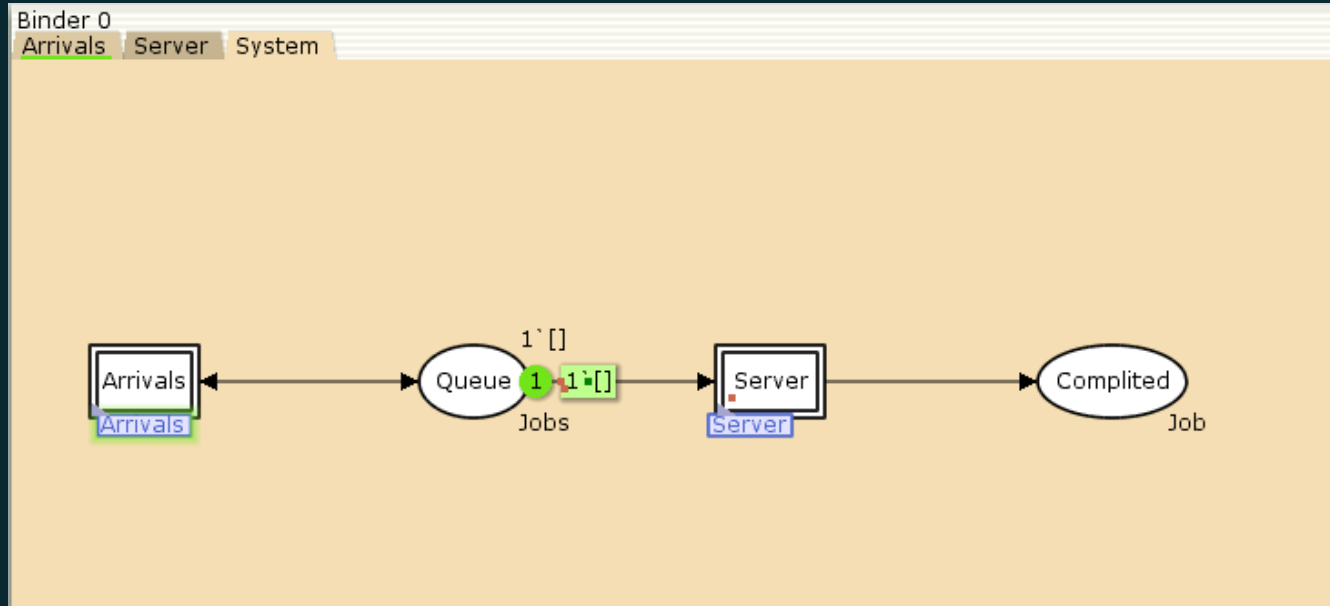 Binder 0
Arrivals Server System
1`[]
Arrivals Queue 1 1`[] Server Complited
Arrivals Jobs Server Job